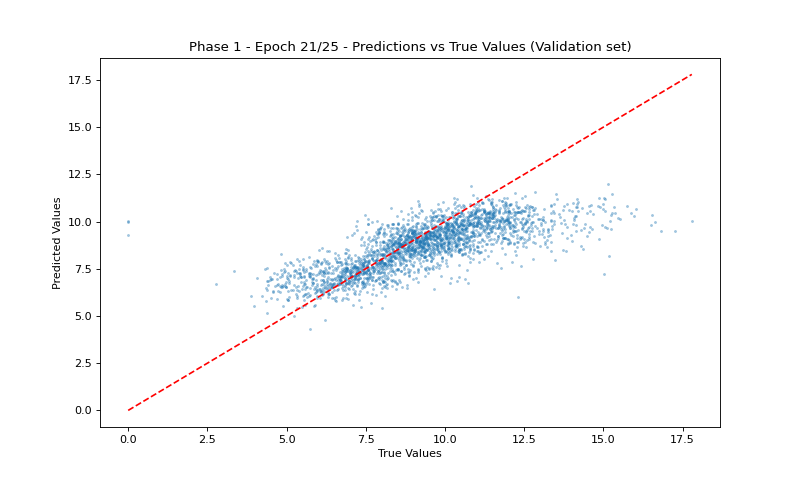 Phase 1 - Epoch 21/25 - Predictions vs True Values (Validation set)
17.5
15.0
12.5
10.0
7.5
5.0
2.5
0.0
Predicted Values
0.0 2.5 5.0 7.5 10.0 12.5 15.0 17.5
True Values